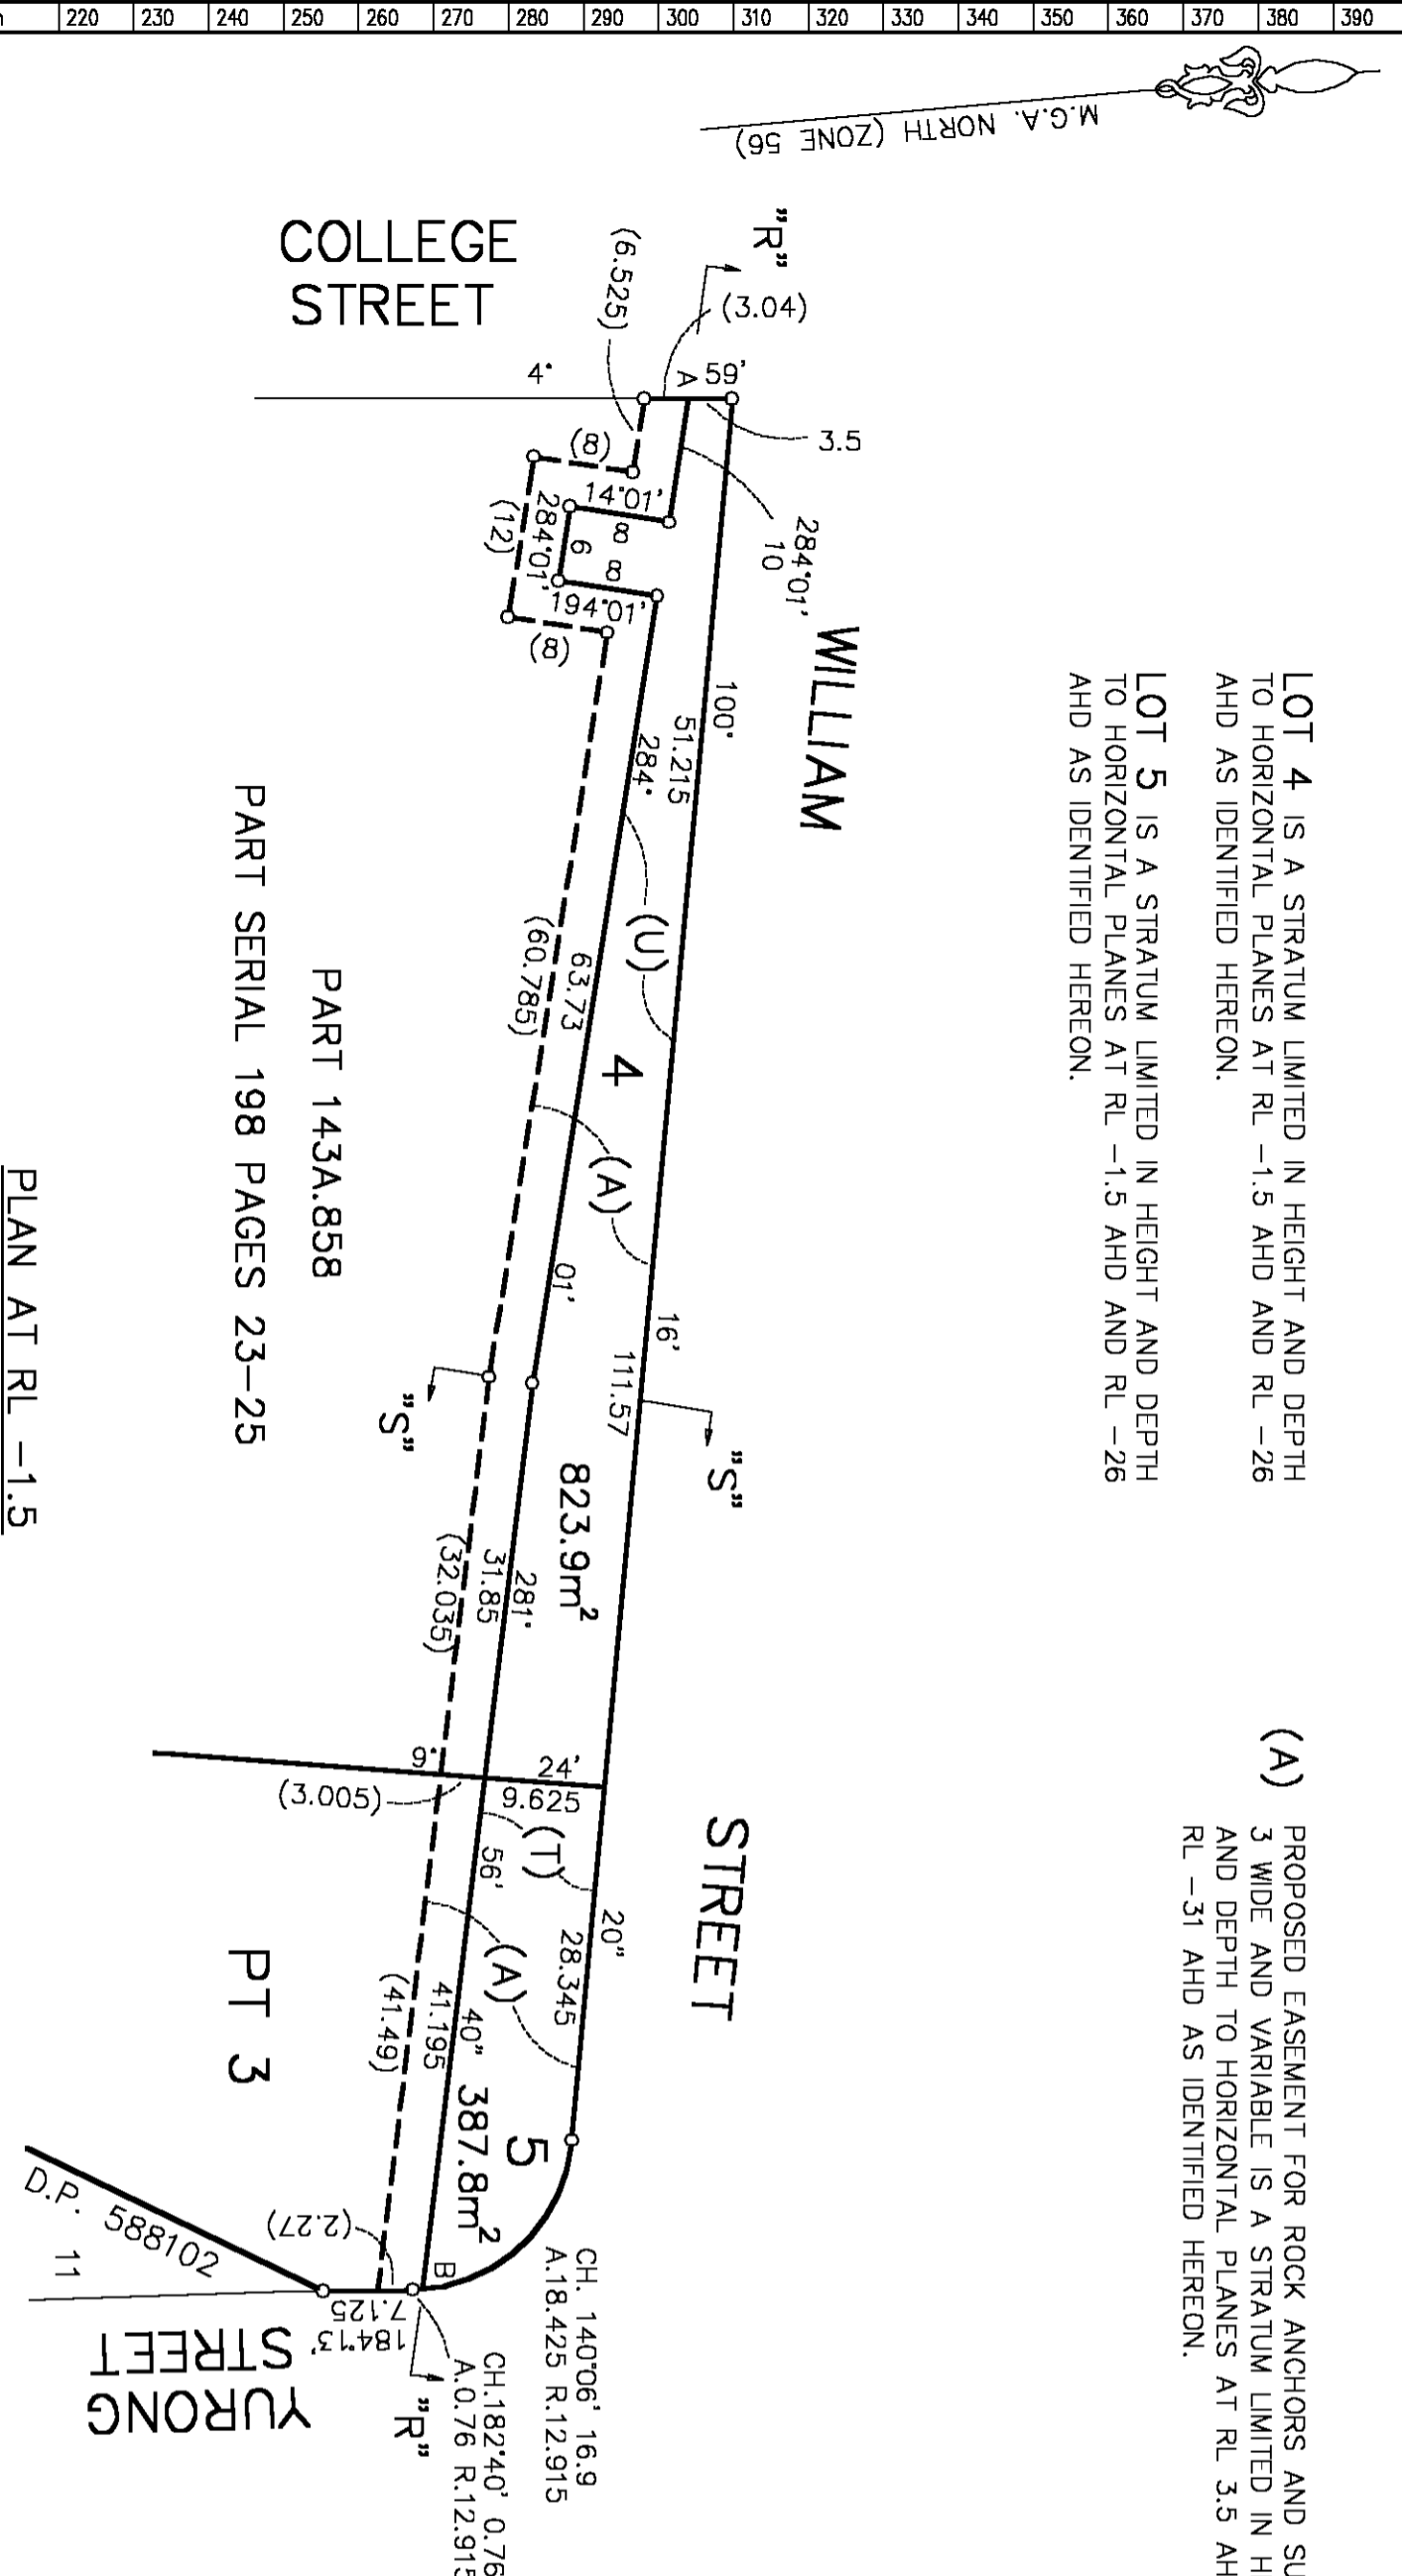 220 230 240 250 260 270 280 290 300 310 320 330 340 350 360 370 380 390
M.G.A. NORTH (ZONE 56)
LOT 4 IS A STRATUM LIMITED IN HEIGHT AND DEPTH
TO HORIZONTAL PLANES AT RL -1.5 AHD AND RL -26
AHD AS IDENTIFIED HEREON.
LOT 5 IS A STRATUM LIMITED IN HEIGHT AND DEPTH
TO HORIZONTAL PLANES AT RL -1.5 AHD AND RL -26
AHD AS IDENTIFIED HEREON.
(A) PROPOSED EASEMENT FOR ROCK ANCHORS AND SU
3 WIDE AND VARIABLE IS A STRATUM LIMITED IN H
AND DEPTH TO HORIZONTAL PLANES AT RL 3.5 AH
RL -31 AHD AS IDENTIFIED HEREON.
COLLEGE
STREET
"R"
(3.04)
(6.525)
4°
A
59'
3.5
(8)
14°01'
8
284°01'
10
6
8
284°01'
(12)
194°01'
(8)
WILLIAM
STREET
100°
51.215
284°
(U)
63.73
(60.785)
4
(A)
01'
16'
111.57
"S"
"S"
823.9m²
281°
31.85
(32.035)
9°
24'
(3.005)
9.625
(T)
56'
20"
28.345
(A)
40"
41.195
(41.49)
5
387.8m²
B
PT 3
(2.27)
D.P. 588102
11
7.125
184°13'
YURONG
STREET
"R"
CH. 140°06' 16.9
A.18.425 R.12.915
CH.182°40' 0.76
A.0.76 R.12.915
PART 143A.858
PART SERIAL 198 PAGES 23-25
PLAN AT RL -1.5